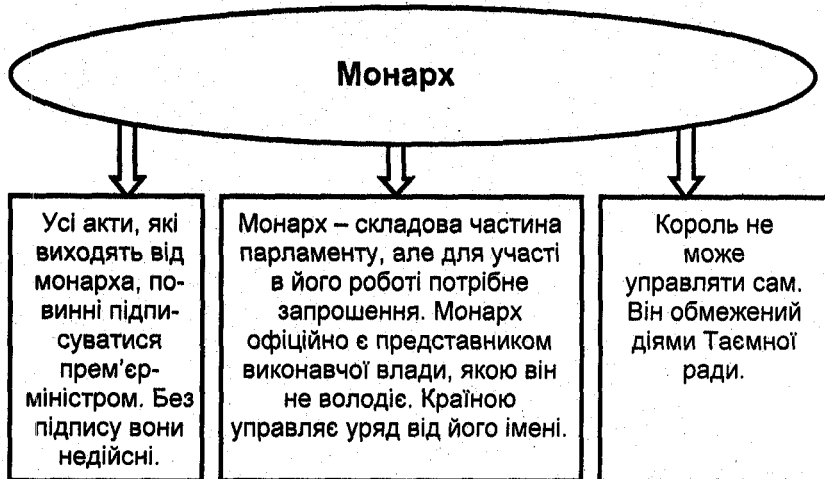 Монарх
Усі акти, які
виходять від
монарха, по-
винні підпи-
суватися
прем’єр-
міністром. Без
підпису вони
недійсні.
Монарх – складова частина
парламенту, але для участі
в його роботі потрібне
запрошення. Монарх
офіційно є представником
виконавчої влади, якою він
не володіє. Країною
управляє уряд від його імені.
Король не
може
управляти сам.
Він обмежений
діями Таємної
ради.